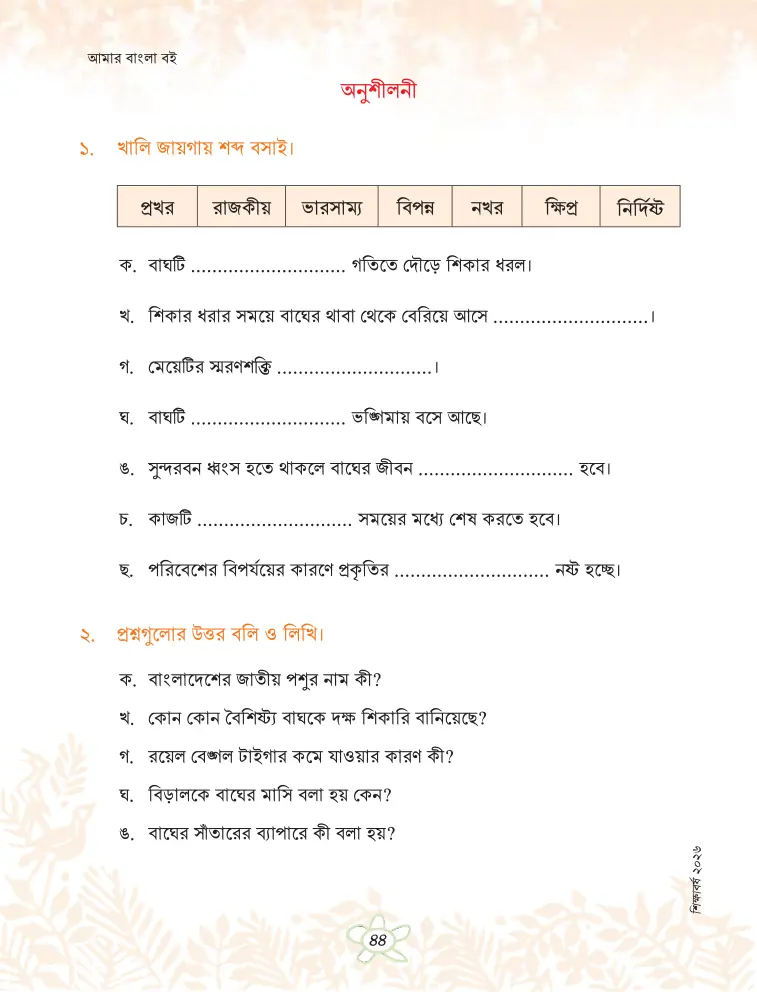 আমার বাংলা বই
অনুশীলনী
১. খালি জায়গায় শব্দ বসাই।
প্রখর রাজকীয় ভারসাম্য বিপন্ন নখর ক্ষিপ্র নির্দিষ্ট
ক. বাঘটি ............................. গতিতে দৌড়ে শিকার ধরল।
খ. শিকার ধরার সময়ে বাঘের থাবা থেকে বেরিয়ে আসে .............................।
গ. মেয়েটির স্মরণশক্তি .............................।
ঘ. বাঘটি ............................. ভঙ্গিমায় বসে আছে।
ঙ. সুন্দরবন ধ্বংস হতে থাকলে বাঘের জীবন ............................. হবে।
চ. কাজটি ............................. সময়ের মধ্যে শেষ করতে হবে।
ছ. পরিবেশের বিপর্যয়ের কারণে প্রকৃতির ............................. নষ্ট হচ্ছে।
২. প্রশ্নগুলোর উত্তর বলি ও লিখি।
ক. বাংলাদেশের জাতীয় পশুর নাম কী?
খ. কোন কোন বৈশিষ্ট্য বাঘকে দক্ষ শিকারি বানিয়েছে?
গ. রয়েল বেঙ্গল টাইগার কমে যাওয়ার কারণ কী?
ঘ. বিড়ালকে বাঘের মাসি বলা হয় কেন?
ঙ. বাঘের সাঁতারের ব্যাপারে কী বলা হয়?
শিক্ষাবর্ষ ২০২৬
৪৪